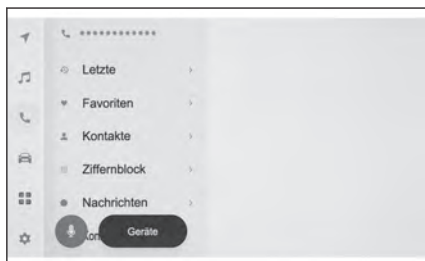 ************
Letzte
Favoriten
Kontakte
Ziffernblock
Nachrichten
Geräte